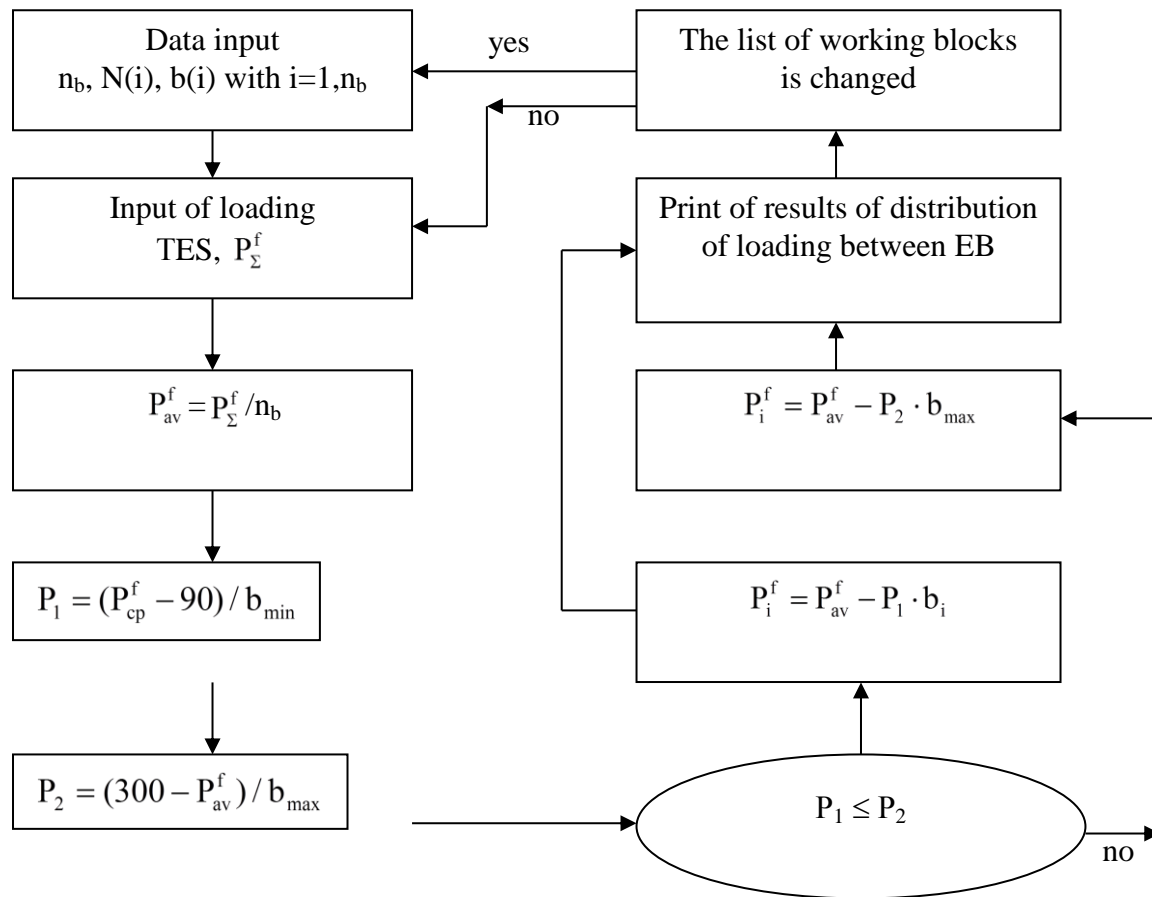 Data input
n_b, N(i), b(i) with i=1,n_b
yes
no
The list of working blocks
is changed
Input of loading
TES, P_Σ^f
Print of results of distribution
of loading between EB
P_av^f = P_Σ^f /n_b
P_i^f = P_av^f − P_2 · b_max
P_1 = (P_cp^f − 90) / b_min
P_i^f = P_av^f − P_1 · b_i
P_2 = (300 − P_av^f) / b_max
P_1 ≤ P_2
no